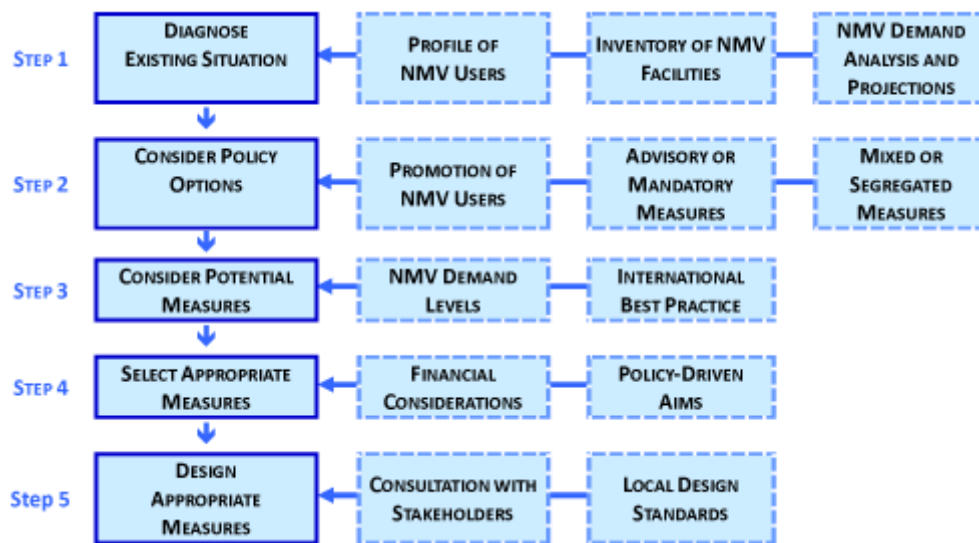 STEP 1
DIAGNOSE
EXISTING SITUATION
PROFILE OF
NMV USERS
INVENTORY OF NMV
FACILITIES
NMV DEMAND
ANALYSIS AND
PROJECTIONS
STEP 2
CONSIDER POLICY
OPTIONS
PROMOTION OF
NMV USERS
ADVISORY OR
MANDATORY
MEASURES
MIXED OR
SEGREGATED
MEASURES
STEP 3
CONSIDER POTENTIAL
MEASURES
NMV DEMAND
LEVELS
INTERNATIONAL
BEST PRACTICE
STEP 4
SELECT APPROPRIATE
MEASURES
FINANCIAL
CONSIDERATIONS
POLICY-DRIVEN
AIMS
Step 5
DESIGN
APPROPRIATE
MEASURES
CONSULTATION WITH
STAKEHOLDERS
LOCAL DESIGN
STANDARDS